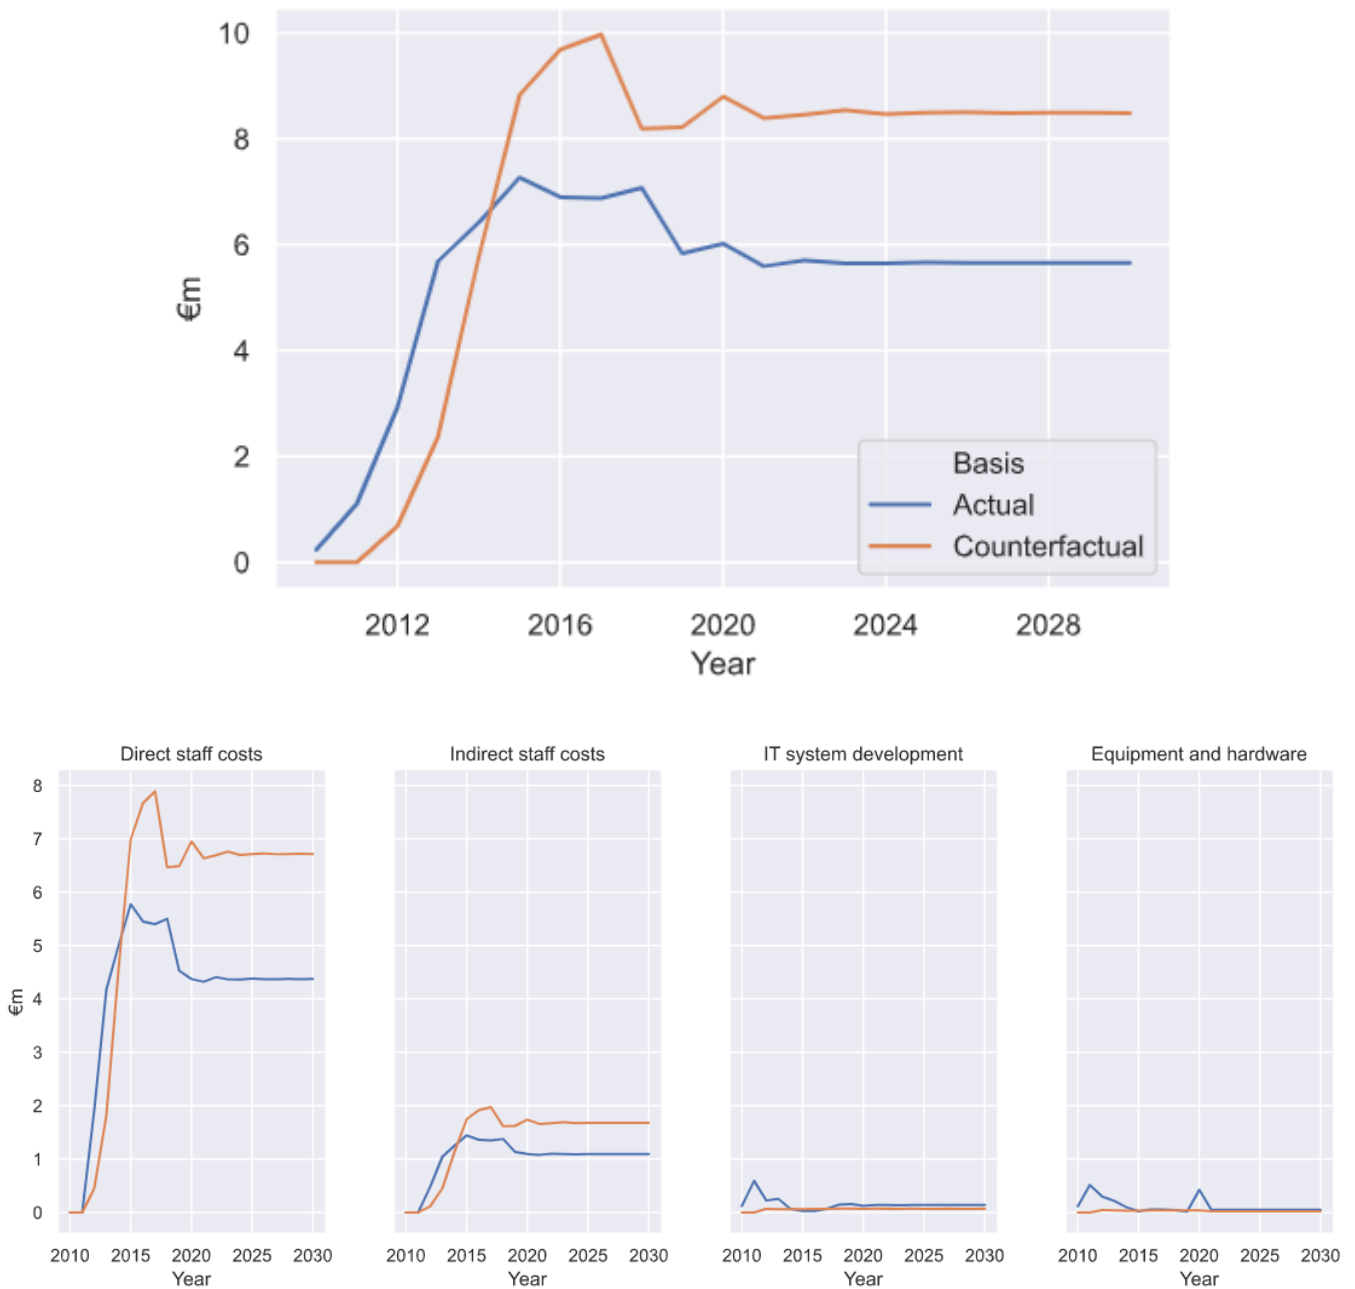 10
8
6
4
2
0
€m
Basis
Actual
Counterfactual
2012 2016 2020 2024 2028
Year
Direct staff costs Indirect staff costs IT system development Equipment and hardware
8
7
6
5
4
3
2
1
0
€m
2010 2015 2020 2025 2030 2010 2015 2020 2025 2030 2010 2015 2020 2025 2030 2010 2015 2020 2025 2030
Year Year Year Year